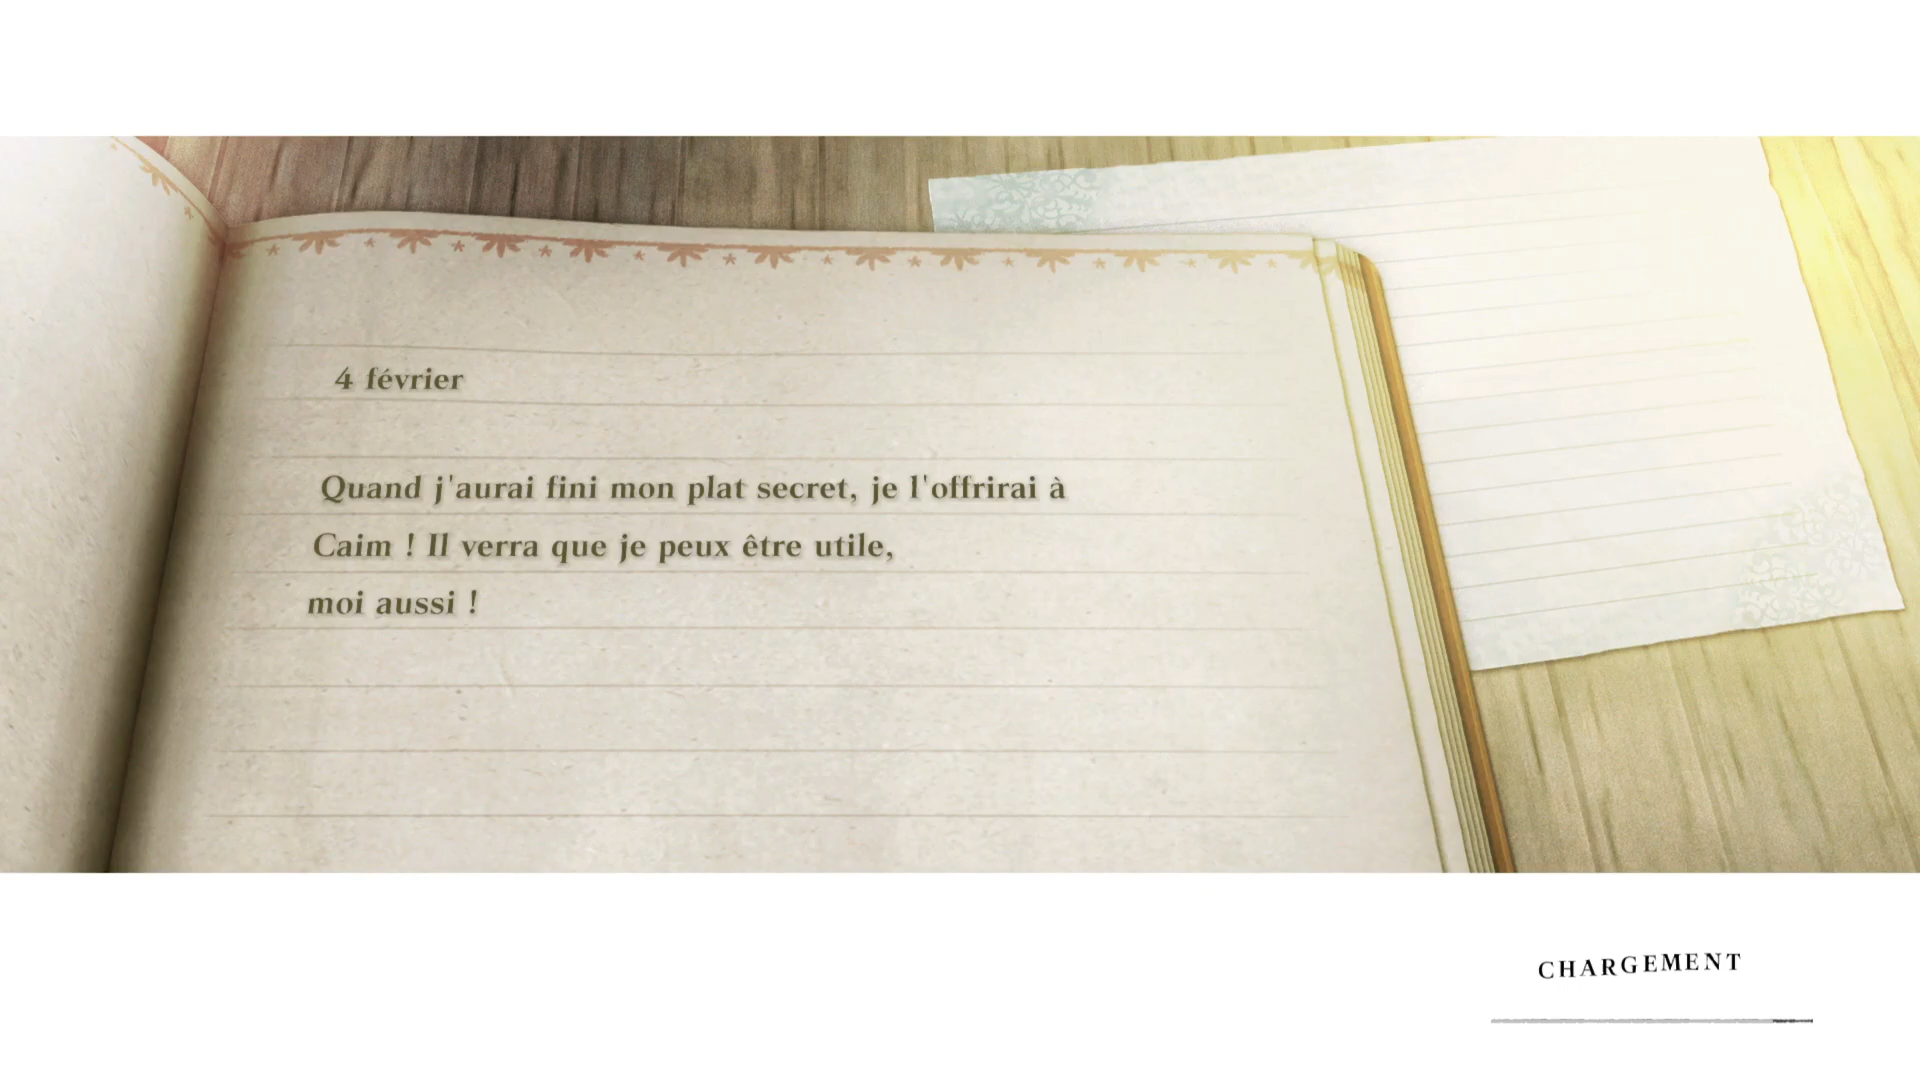 4 février
Quand j'aurai fini mon plat secret, je l'offrirai à
Caim ! Il verra que je peux être utile,
moi aussi !
CHARGEMENT